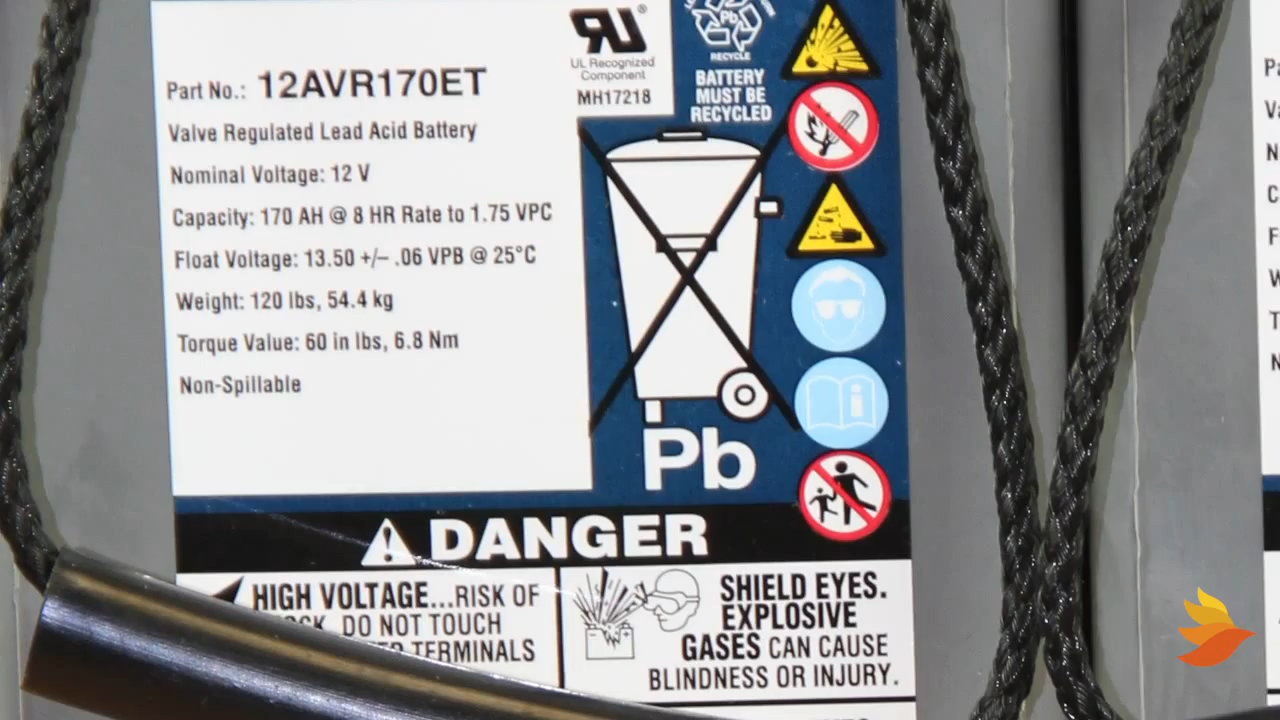 Part No.: 12AVR170ET
Valve Regulated Lead Acid Battery
Nominal Voltage: 12 V
Capacity: 170 AH @ 8 HR Rate to 1.75 VPC
Float Voltage: 13.50 +/– .06 VPB @ 25°C
Weight: 120 lbs, 54.4 kg
Torque Value: 60 in lbs, 6.8 Nm
Non-Spillable
RU®
UL Recognized
Component
MH17218
Pb
RECYCLE
BATTERY
MUST BE
RECYCLED
Pb
DANGER
HIGH VOLTAGE...RISK OF
DO NOT TOUCH
TERMINALS
SHIELD EYES.
EXPLOSIVE
GASES CAN CAUSE
BLINDNESS OR INJURY.